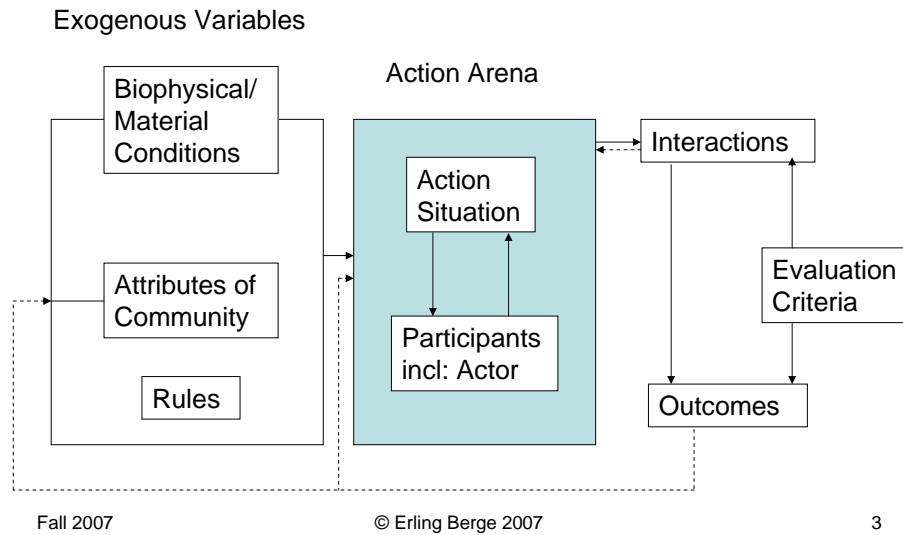 Exogenous Variables
Action Arena
Biophysical/
Material
Conditions
Attributes of
Community
Rules
Action
Situation
Participants
incl: Actor
Interactions
Evaluation
Criteria
Outcomes
Fall 2007
© Erling Berge 2007
3